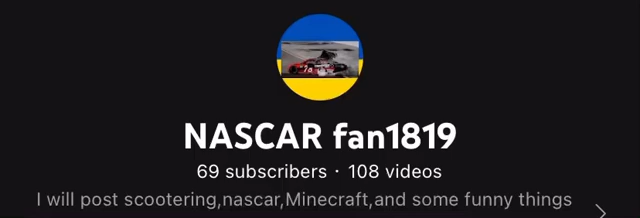 NASCAR fan1819
69 subscribers · 108 videos
I will post scootering,nascar,Minecraft,and some funny things